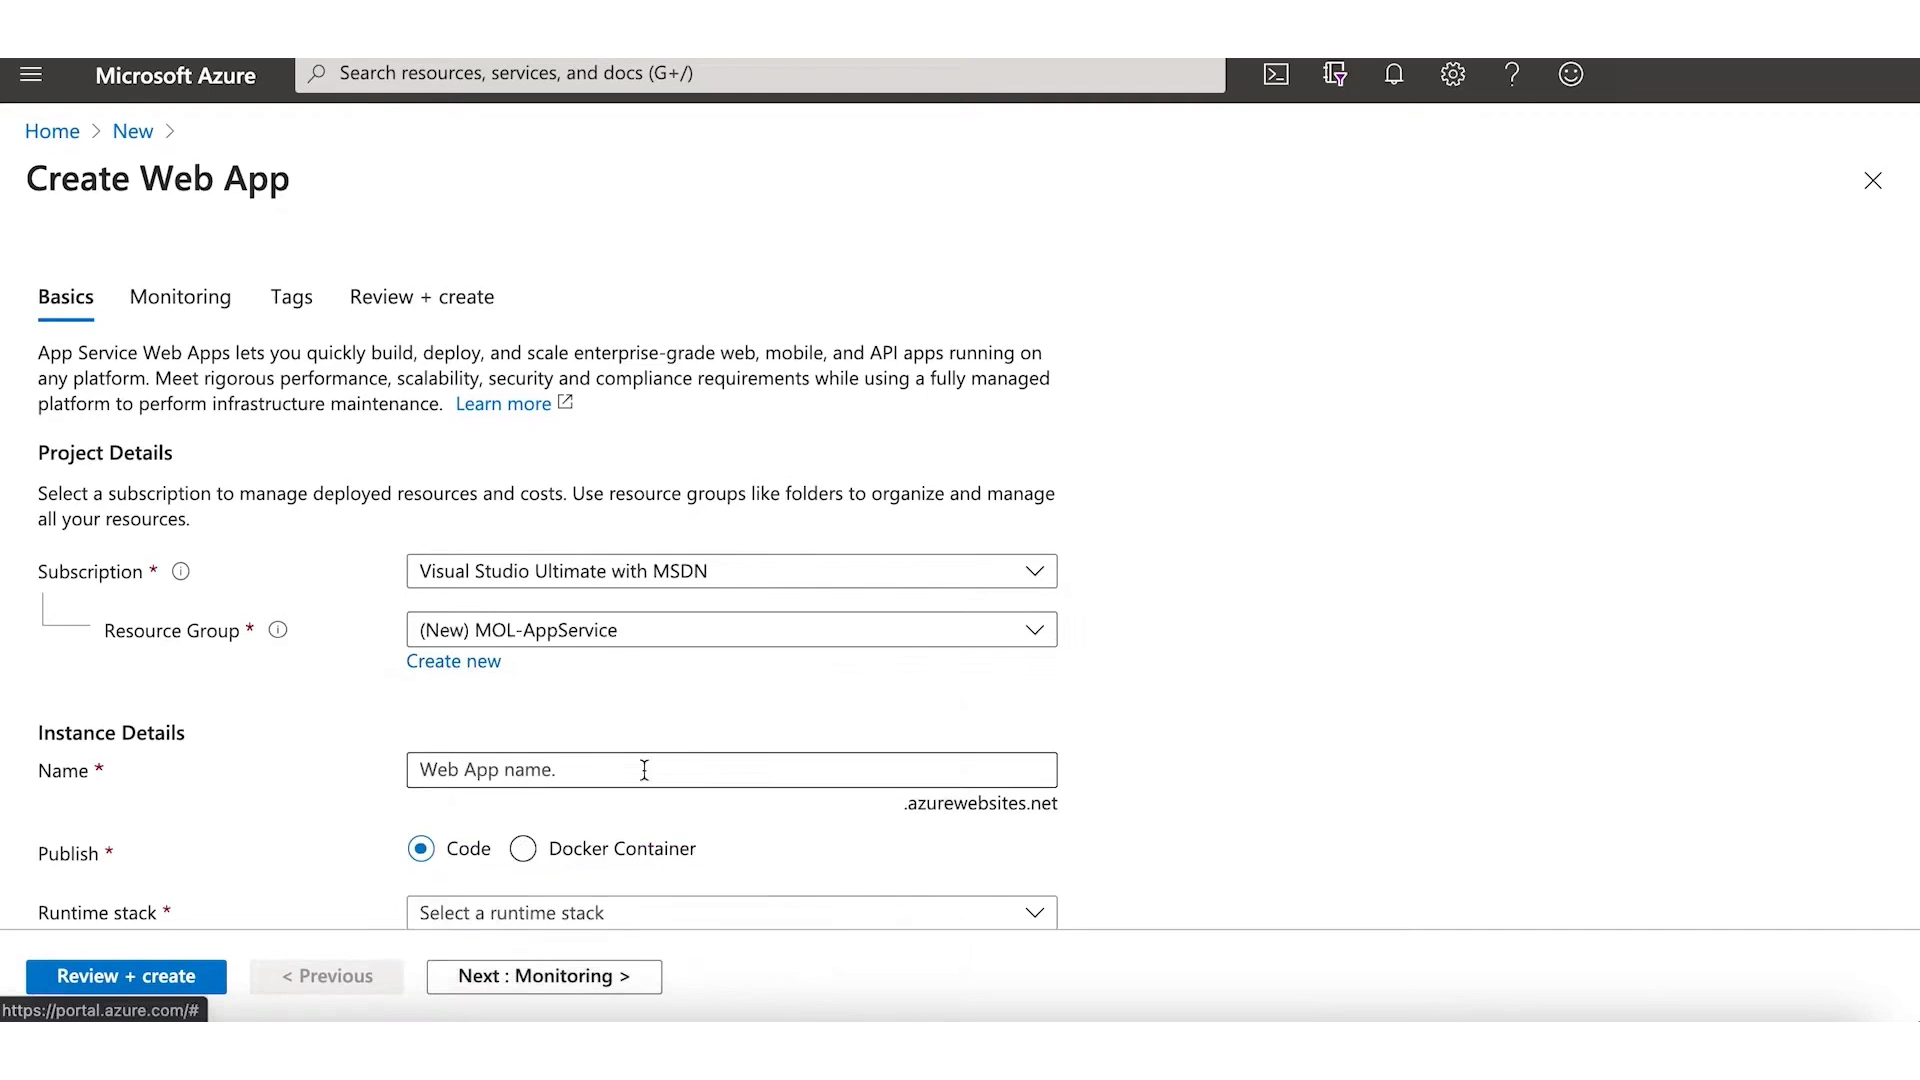 Microsoft Azure
Search resources, services, and docs (G+/)
Home > New >
Create Web App
Basics Monitoring Tags Review + create
App Service Web Apps lets you quickly build, deploy, and scale enterprise-grade web, mobile, and API apps running on
any platform. Meet rigorous performance, scalability, security and compliance requirements while using a fully managed
platform to perform infrastructure maintenance. Learn more
Project Details
Select a subscription to manage deployed resources and costs. Use resource groups like folders to organize and manage
all your resources.
Subscription *
Visual Studio Ultimate with MSDN
Resource Group *
(New) MOL-AppService
Create new
Instance Details
Name *
Web App name.
.azurewebsites.net
Publish *
Code Docker Container
Runtime stack *
Select a runtime stack
Review + create < Previous Next : Monitoring >
https://portal.azure.com/#